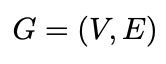 G = (V, E)